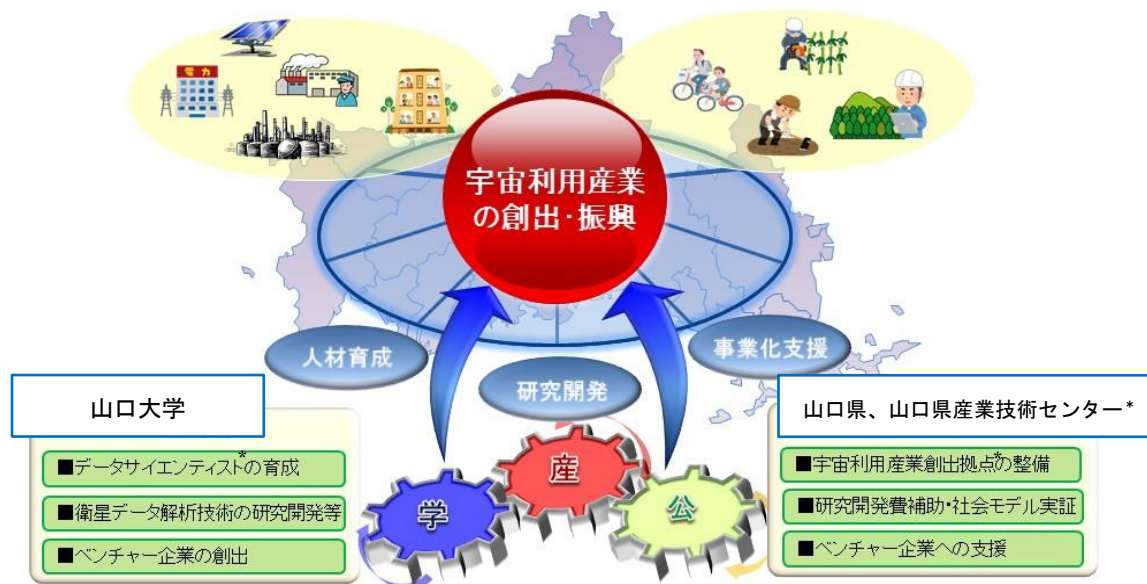 電力
宇宙利用産業
の創出・振興
人材育成
研究開発
事業化支援
山口大学
■データサイエンティスト*の育成
■衛星データ解析技術の研究開発等
■ベンチャー企業の創出
学
産
公
山口県、山口県産業技術センター*
■宇宙利用産業創出拠点*の整備
■研究開発費補助・社会モデル実証
■ベンチャー企業への支援